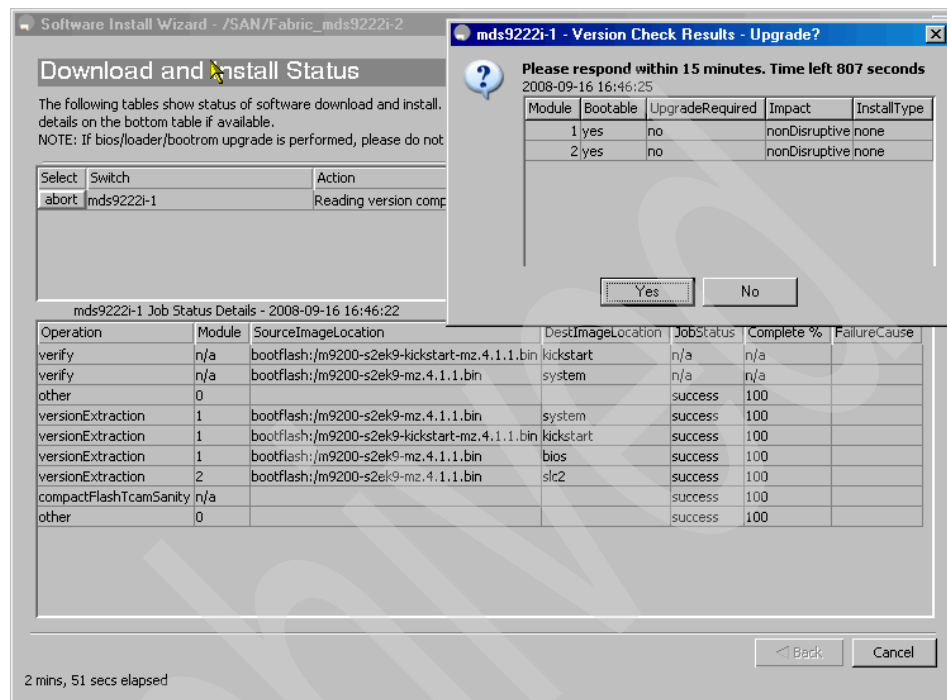 Software Install Wizard - /SAN/Fabric_mds9222i-2
Download and Install Status
The following tables show status of software download and install.
details on the bottom table if available.
NOTE: If bios/loader/bootrom upgrade is performed, please do not
Select Switch Action
abort mds9222i-1 Reading version comp
mds9222i-1 - Version Check Results - Upgrade?
Please respond within 15 minutes. Time left 807 seconds
2008-09-16 16:46:25
Module Bootable UpgradeRequired Impact InstallType
1 yes no nonDisruptive none
2 yes no nonDisruptive none
Yes No
mds9222i-1 Job Status Details - 2008-09-16 16:46:22
Operation Module SourceImageLocation DestImageLocation JobStatus Complete % FailureCause
verify n/a bootflash:/m9200-s2ek9-kickstart-mz.4.1.1.bin kickstart n/a n/a
verify n/a bootflash:/m9200-s2ek9-mz.4.1.1.bin system n/a n/a
other 0 success 100
versionExtraction 1 bootflash:/m9200-s2ek9-mz.4.1.1.bin system success 100
versionExtraction 1 bootflash:/m9200-s2ek9-kickstart-mz.4.1.1.bin kickstart success 100
versionExtraction 1 bootflash:/m9200-s2ek9-mz.4.1.1.bin bios success 100
versionExtraction 2 bootflash:/m9200-s2ek9-mz.4.1.1.bin slc2 success 100
compactFlashTcamSanity n/a success 100
other 0 success 100
< Back Cancel
2 mins, 51 secs elapsed